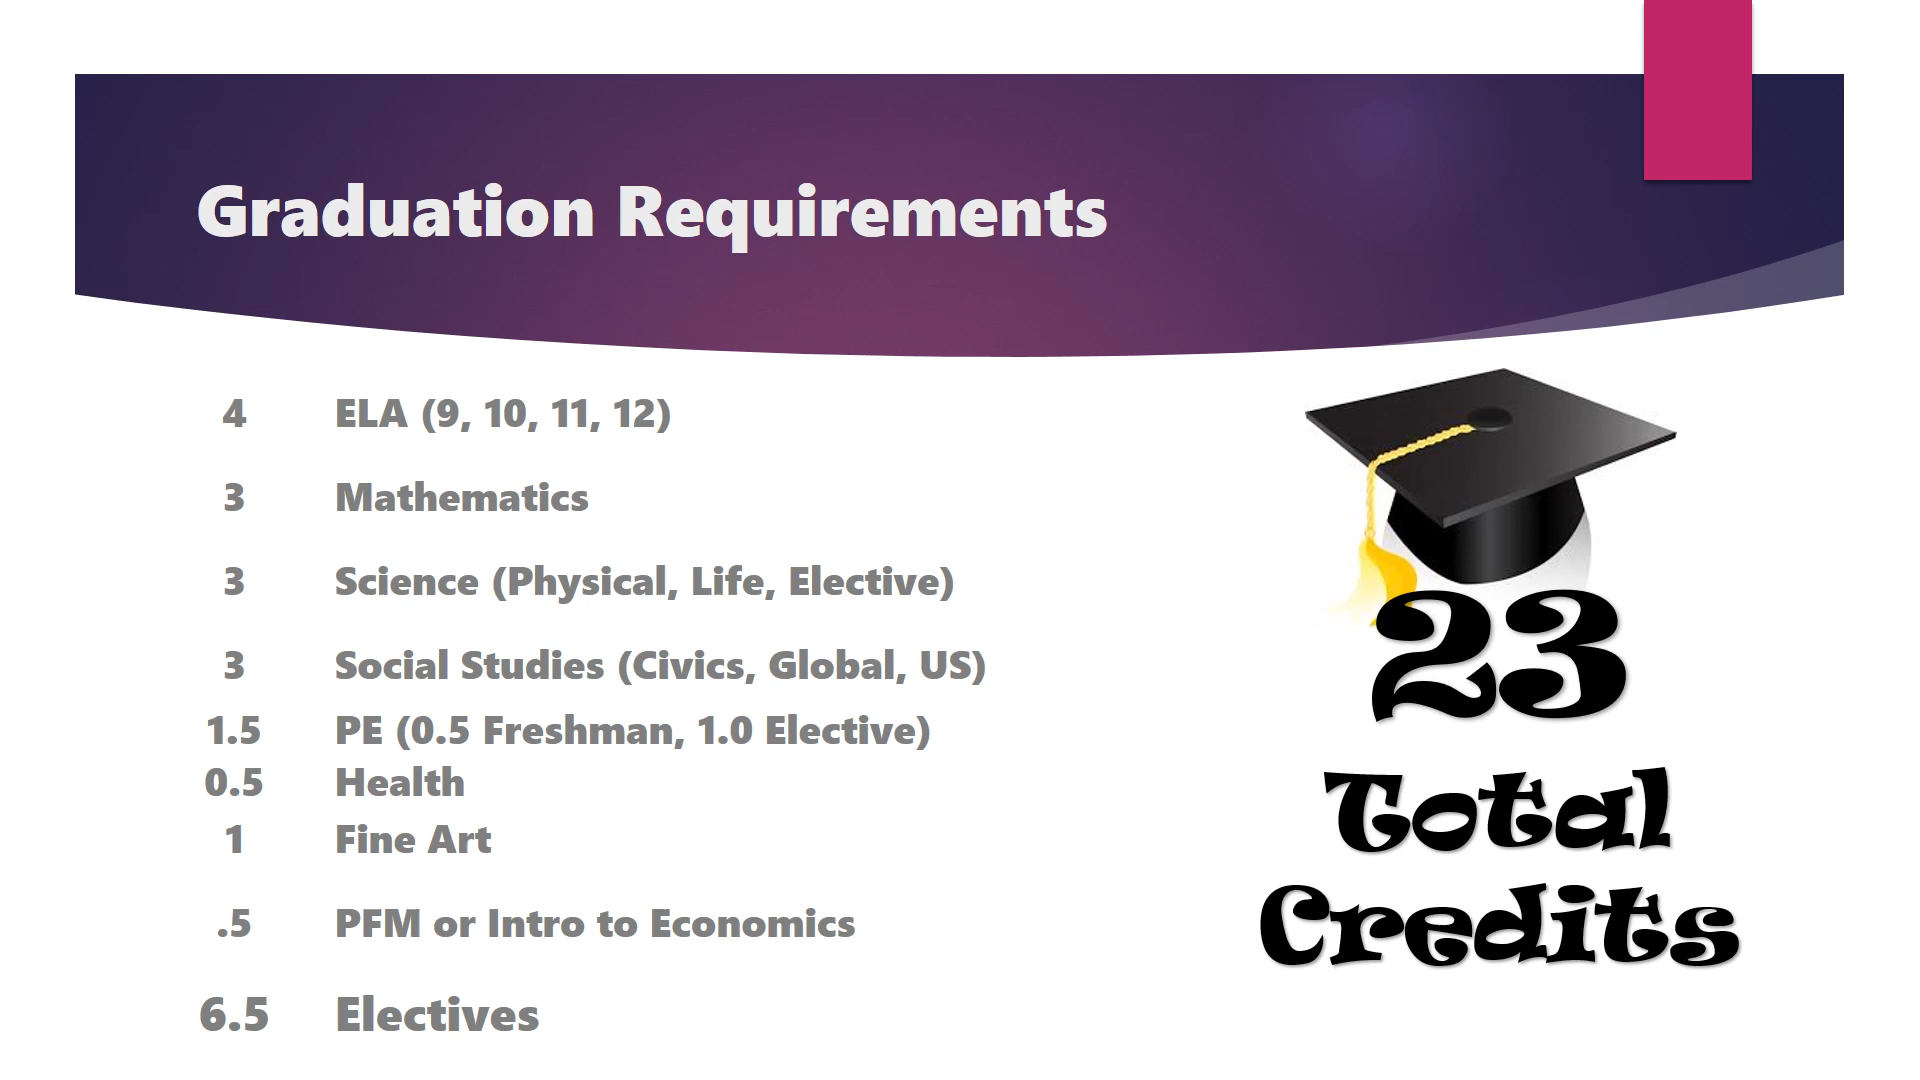 Graduation Requirements
4 ELA (9, 10, 11, 12)
3 Mathematics
3 Science (Physical, Life, Elective)
3 Social Studies (Civics, Global, US)
1.5 PE (0.5 Freshman, 1.0 Elective)
0.5 Health
1 Fine Art
.5 PFM or Intro to Economics
6.5 Electives
23
Total
Credits